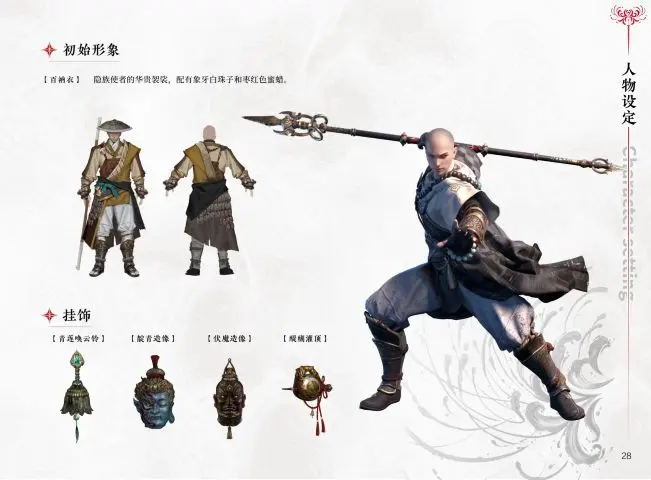 初始形象
【百衲衣】 隐族使者的华贵袈裟，配有象牙白珠子和枣红色蜜蜡。
挂饰
【青莲唤云铃】 【靛青造像】 【伏魔造像】 【醍醐灌顶】
人物设定
Character setting
28